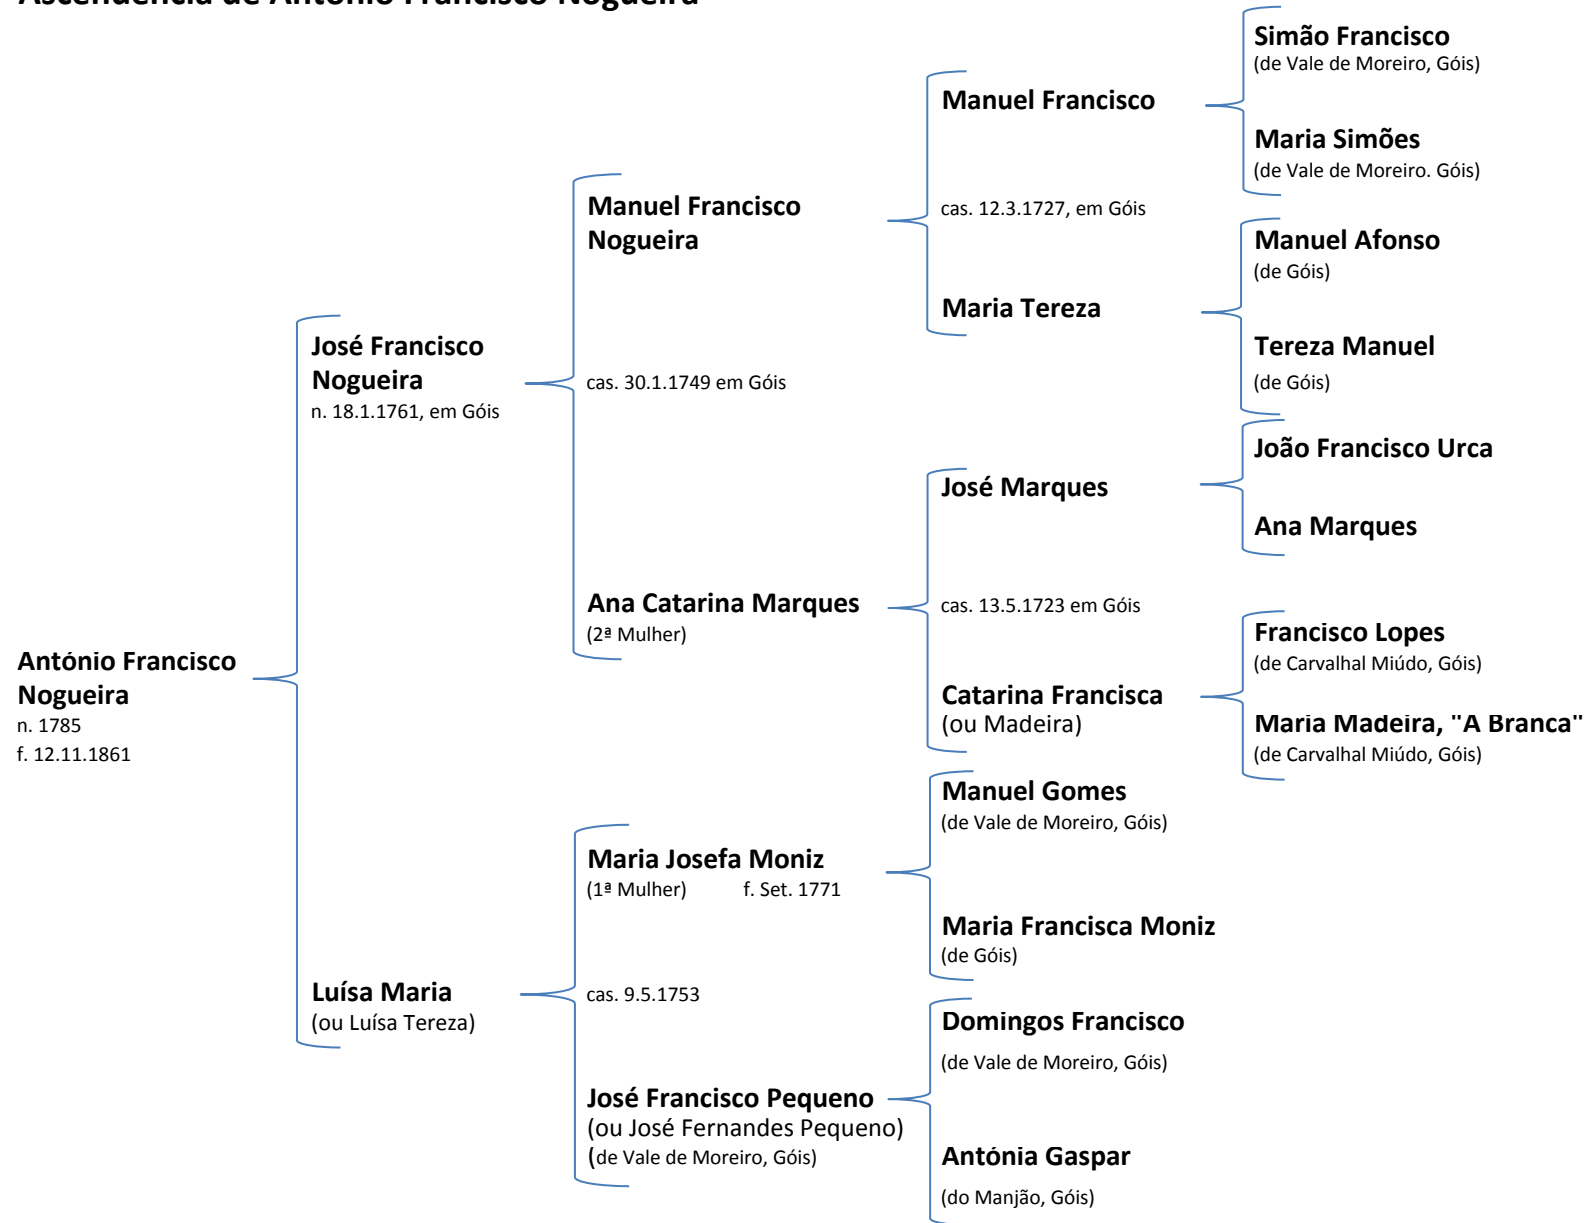 Ascendência de António Francisco Nogueira
Simão Francisco
(de Vale de Moreiro, Góis)
Manuel Francisco
Maria Simões
(de Vale de Moreiro. Góis)
Manuel Francisco
Nogueira
cas. 12.3.1727, em Góis
Manuel Afonso
(de Góis)
Maria Tereza
Tereza Manuel
(de Góis)
José Francisco
Nogueira
n. 18.1.1761, em Góis
cas. 30.1.1749 em Góis
João Francisco Urca
José Marques
Ana Marques
Ana Catarina Marques
(2ª Mulher)
cas. 13.5.1723 em Góis
Francisco Lopes
(de Carvalhal Miúdo, Góis)
Catarina Francisca
(ou Madeira)
Maria Madeira, "A Branca"
(de Carvalhal Miúdo, Góis)
António Francisco
Nogueira
n. 1785
f. 12.11.1861
Manuel Gomes
(de Vale de Moreiro, Góis)
Maria Josefa Moniz
(1ª Mulher) f. Set. 1771
Maria Francisca Moniz
(de Góis)
Luísa Maria
(ou Luísa Tereza)
cas. 9.5.1753
Domingos Francisco
(de Vale de Moreiro, Góis)
José Francisco Pequeno
(ou José Fernandes Pequeno)
(de Vale de Moreiro, Góis)
Antónia Gaspar
(do Manjão, Góis)